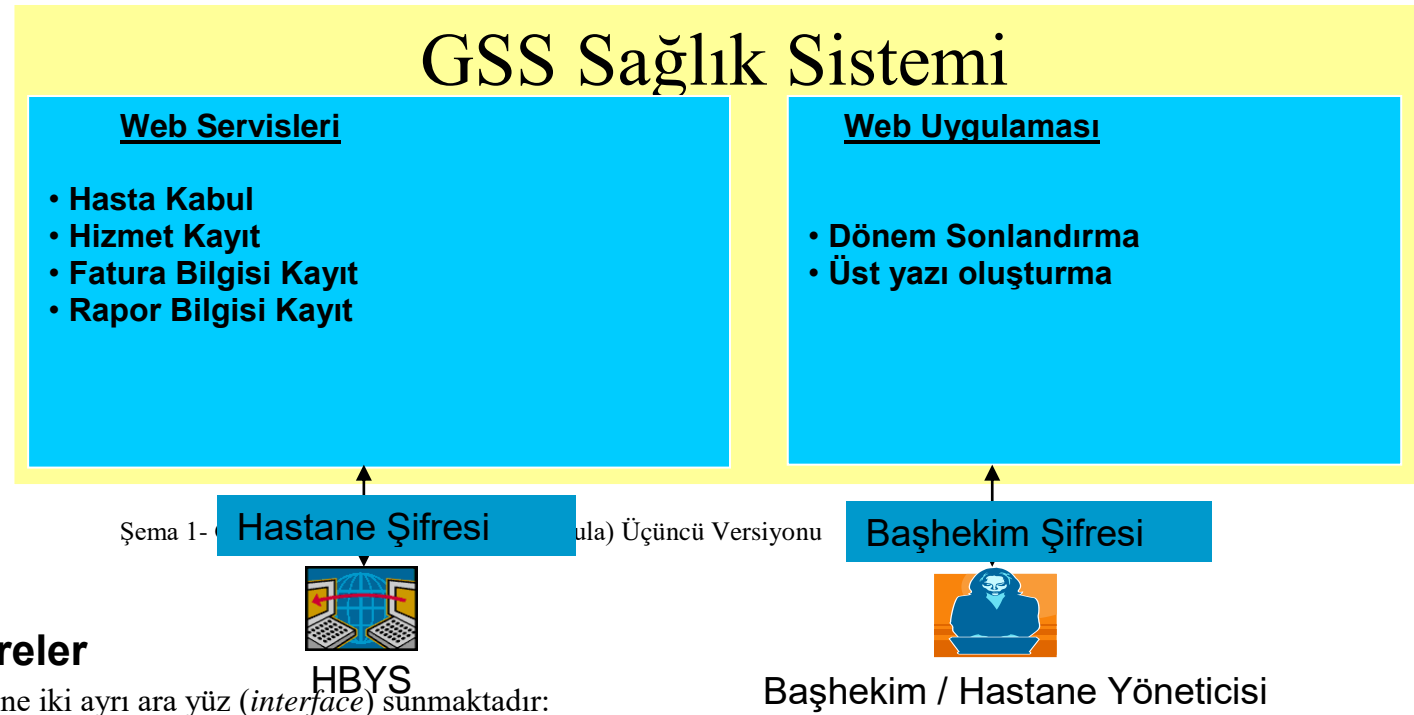 GSS Sağlık Sistemi
Web Servisleri
• Hasta Kabul
• Hizmet Kayıt
• Fatura Bilgisi Kayıt
• Rapor Bilgisi Kayıt
Web Uygulaması
• Dönem Sonlandırma
• Üst yazı oluşturma
Şema 1-
Hastane Şifresi
ula) Üçüncü Versiyonu
Başhekim Şifresi
reler
HBYS
ne iki ayrı ara yüz (interface) sunmaktadır:
Başhekim / Hastane Yöneticisi